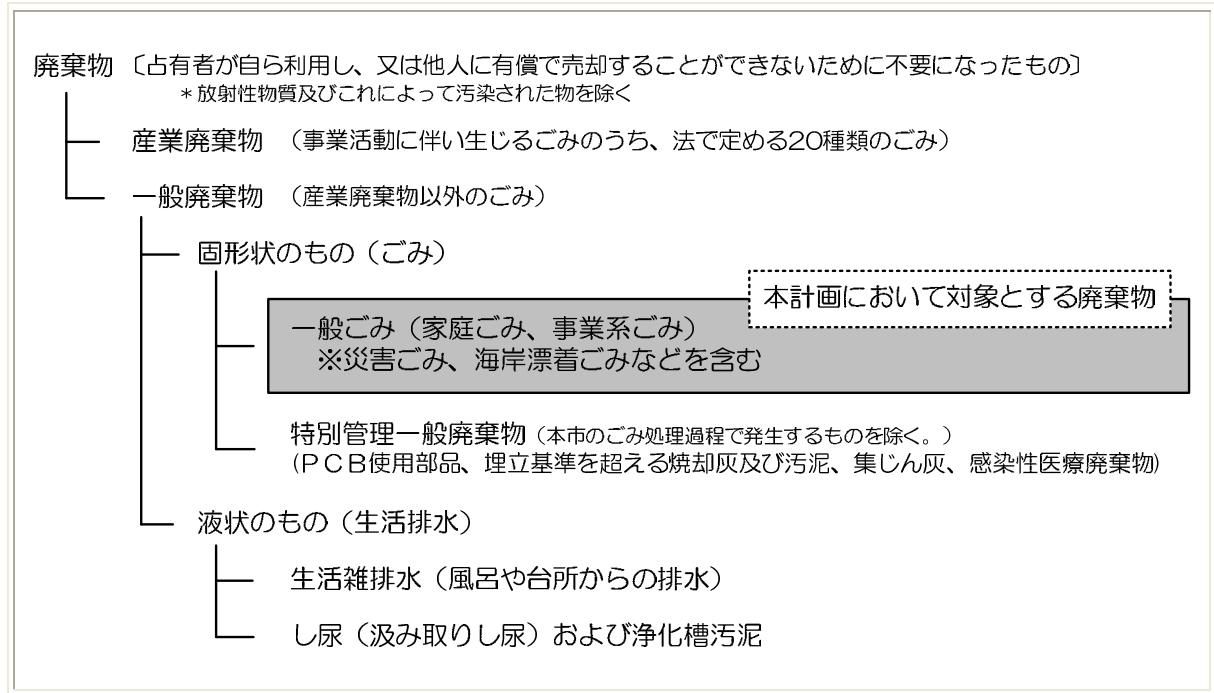 廃棄物〔占有者が自ら利用し、又は他人に有償で売却することができないために不要になったもの〕
＊放射性物質及びこれによって汚染された物を除く
産業廃棄物 （事業活動に伴い生じるごみのうち、法で定める20種類のごみ）
一般廃棄物 （産業廃棄物以外のごみ）
固形状のもの（ごみ）
本計画において対象とする廃棄物
一般ごみ（家庭ごみ、事業系ごみ）
※災害ごみ、海岸漂着ごみなどを含む
特別管理一般廃棄物（本市のごみ処理過程で発生するものを除く。）
(ＰＣＢ使用部品、埋立基準を超える焼却灰及び汚泥、集じん灰、感染性医療廃棄物)
液状のもの（生活排水）
生活雑排水（風呂や台所からの排水）
し尿（汲み取りし尿）および浄化槽汚泥